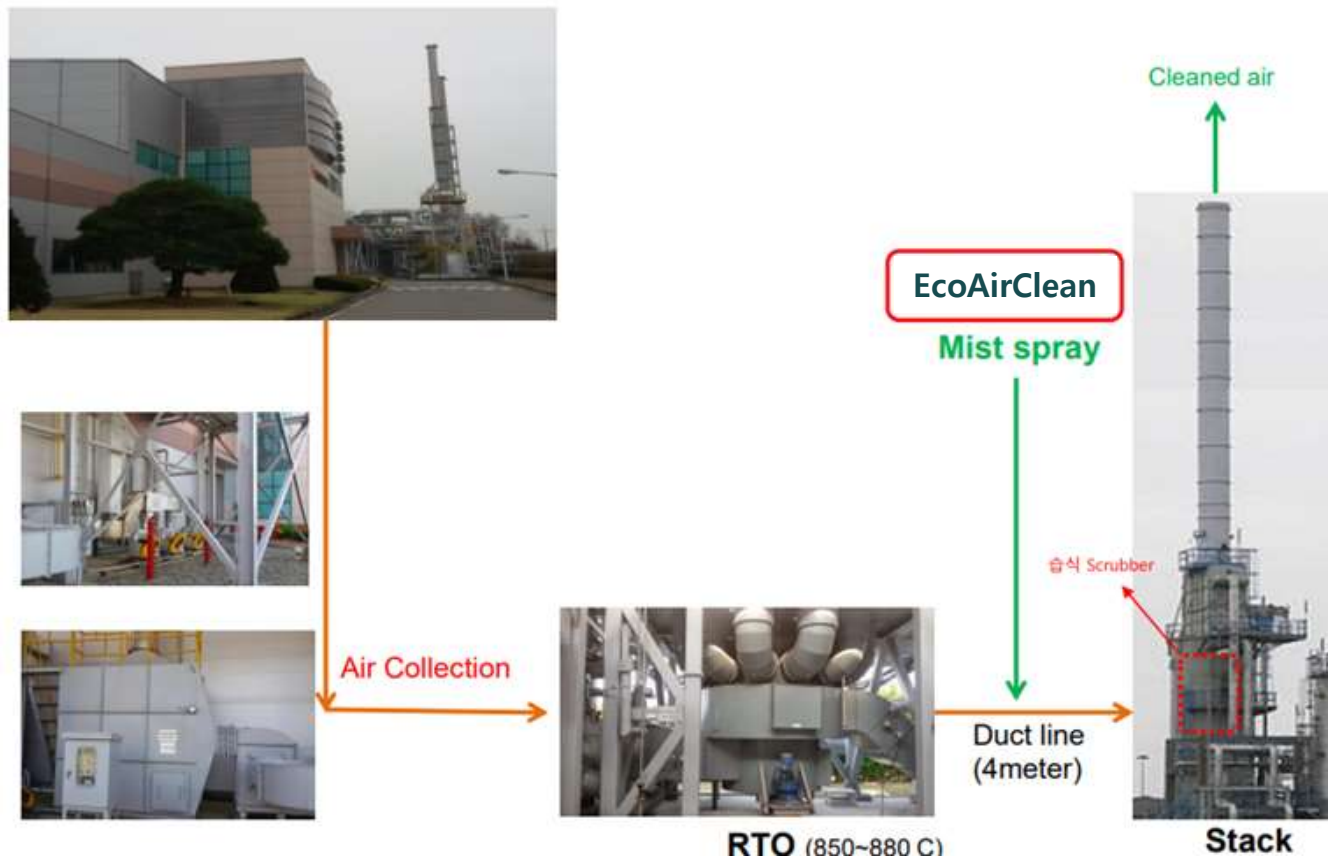 Cleaned air
EcoAirClean
Mist spray
습식 Scrubber
Air Collection
Duct line
(4meter)
RTO (850~880 C)
Stack